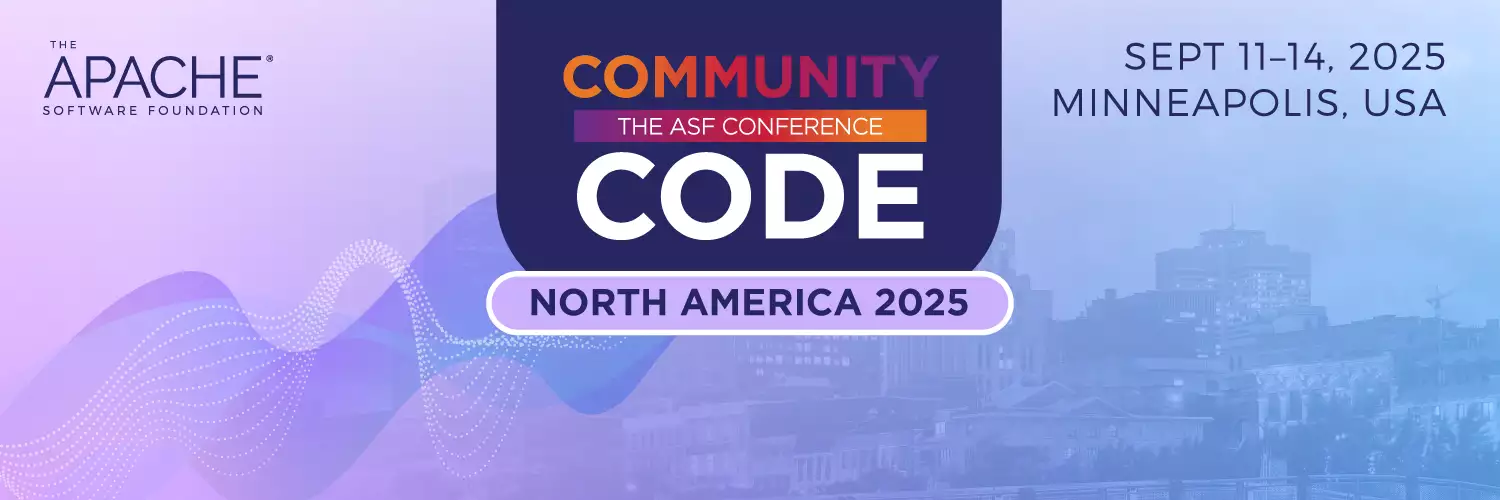 THE
APACHE®
SOFTWARE FOUNDATION
COMMUNITY
THE ASF CONFERENCE
CODE
NORTH AMERICA 2025
SEPT 11–14, 2025
MINNEAPOLIS, USA